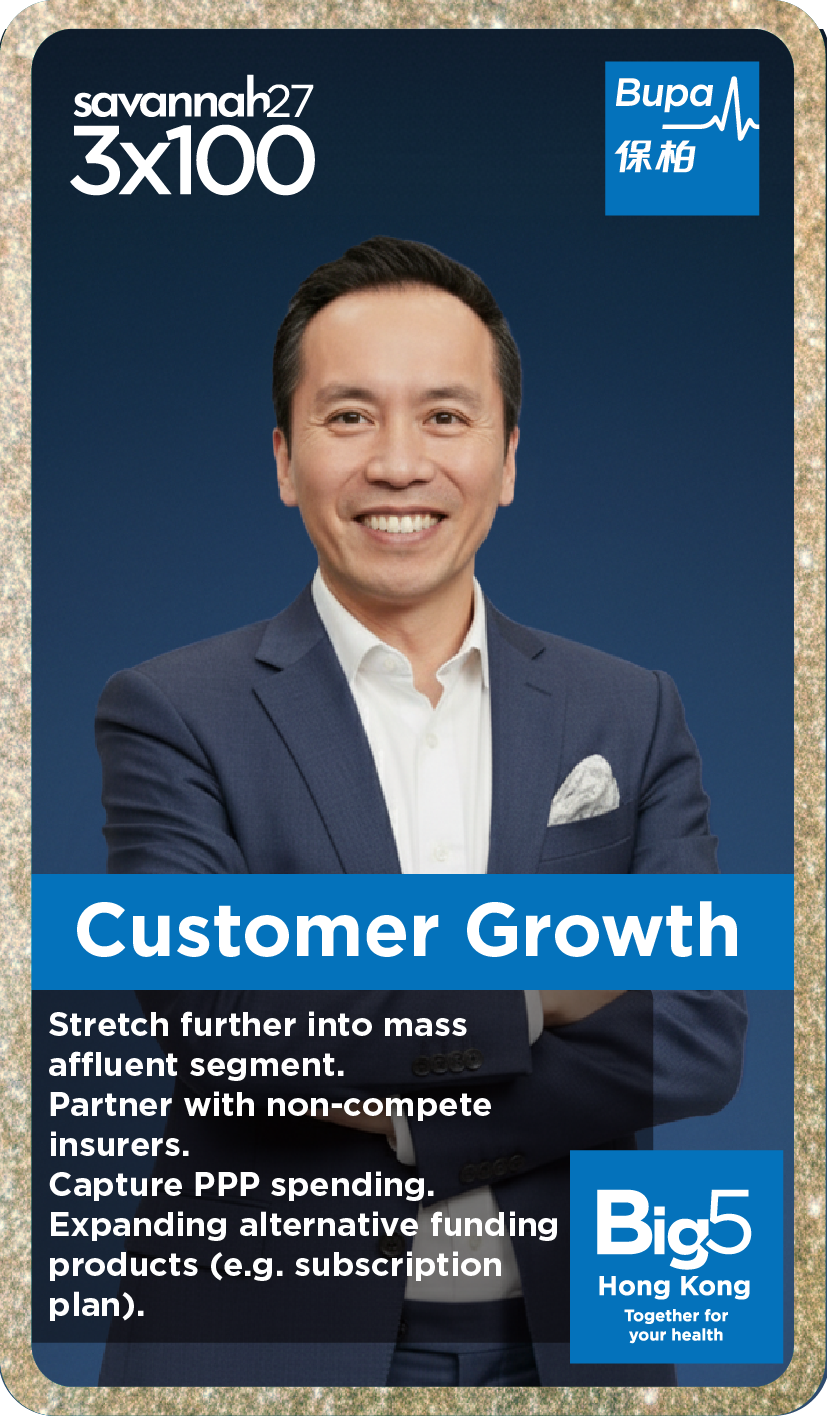 savannah27
3x100
Bupa
保柏
Customer Growth
Stretch further into mass
affluent segment.
Partner with non-compete
insurers.
Capture PPP spending.
Expanding alternative funding
products (e.g. subscription
plan).
Big5
Hong Kong
Together for
your health